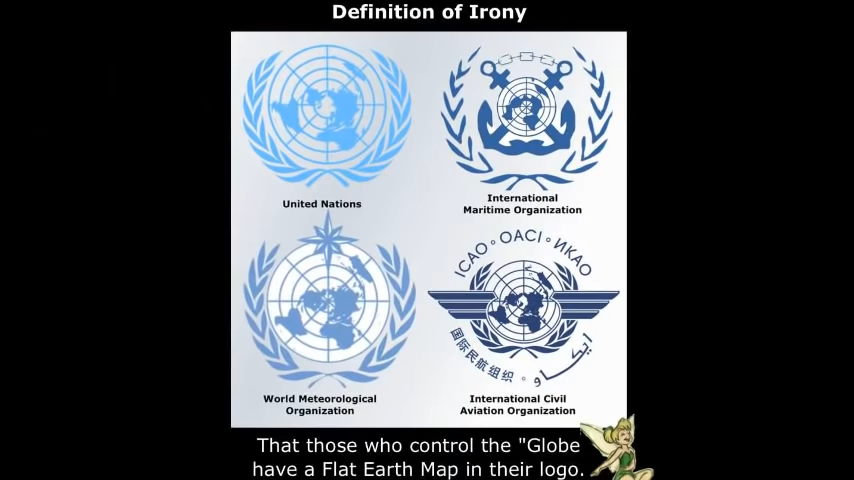 Definition of Irony
United Nations
International
Maritime Organization
ICAO ◦ OACI ◦ ИКАО
国际民航组织 ◦ ايكاو
World Meteorological
Organization
International Civil
Aviation Organization
That those who control the "Globe
have a Flat Earth Map in their logo.